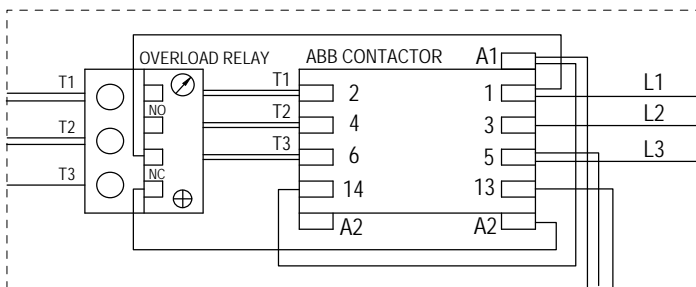 OVERLOAD RELAY
ABB CONTACTOR
A1
T1
T1
2
1
L1
NO
T2
T2
4
3
L2
T3
6
5
L3
T3
NC
14
13
A2
A2